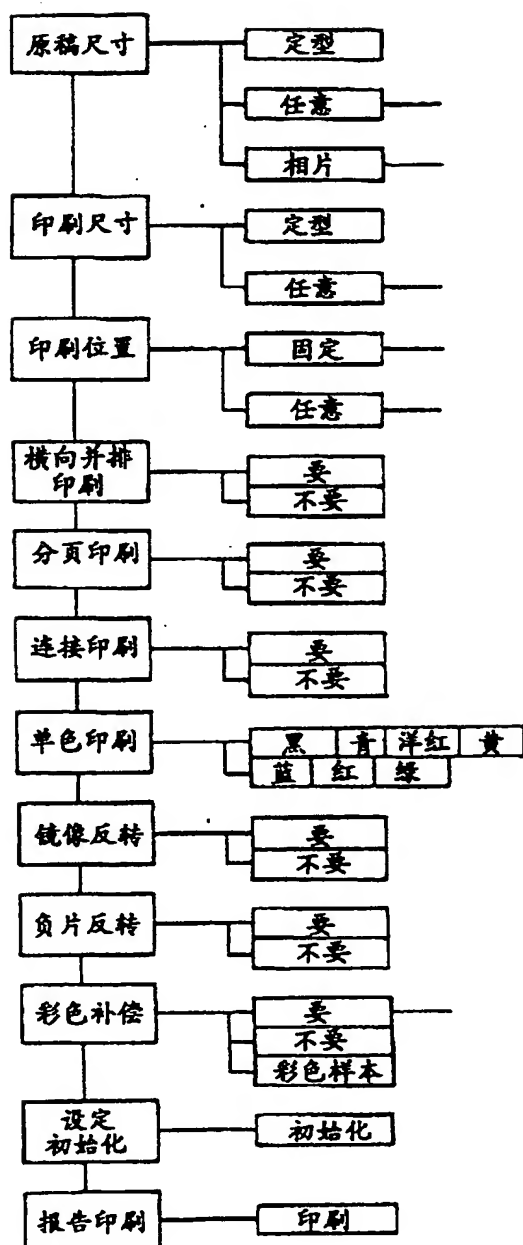 原稿尺寸
定型
任意
相片
印刷尺寸
定型
任意
印刷位置
固定
任意
横向并排
印刷
要
不要
分页印刷
要
不要
连接印刷
要
不要
单色印刷
黑 青 洋红 黄
蓝 红 绿
镜像反转
要
不要
负片反转
要
不要
彩色补偿
要
不要
彩色样本
设定
初始化
初始化
报告印刷
印刷